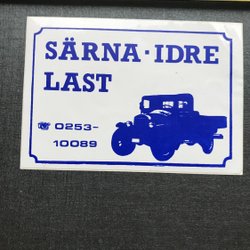 SÄRNA · IDRE
LAST
☎ 0253-
10089